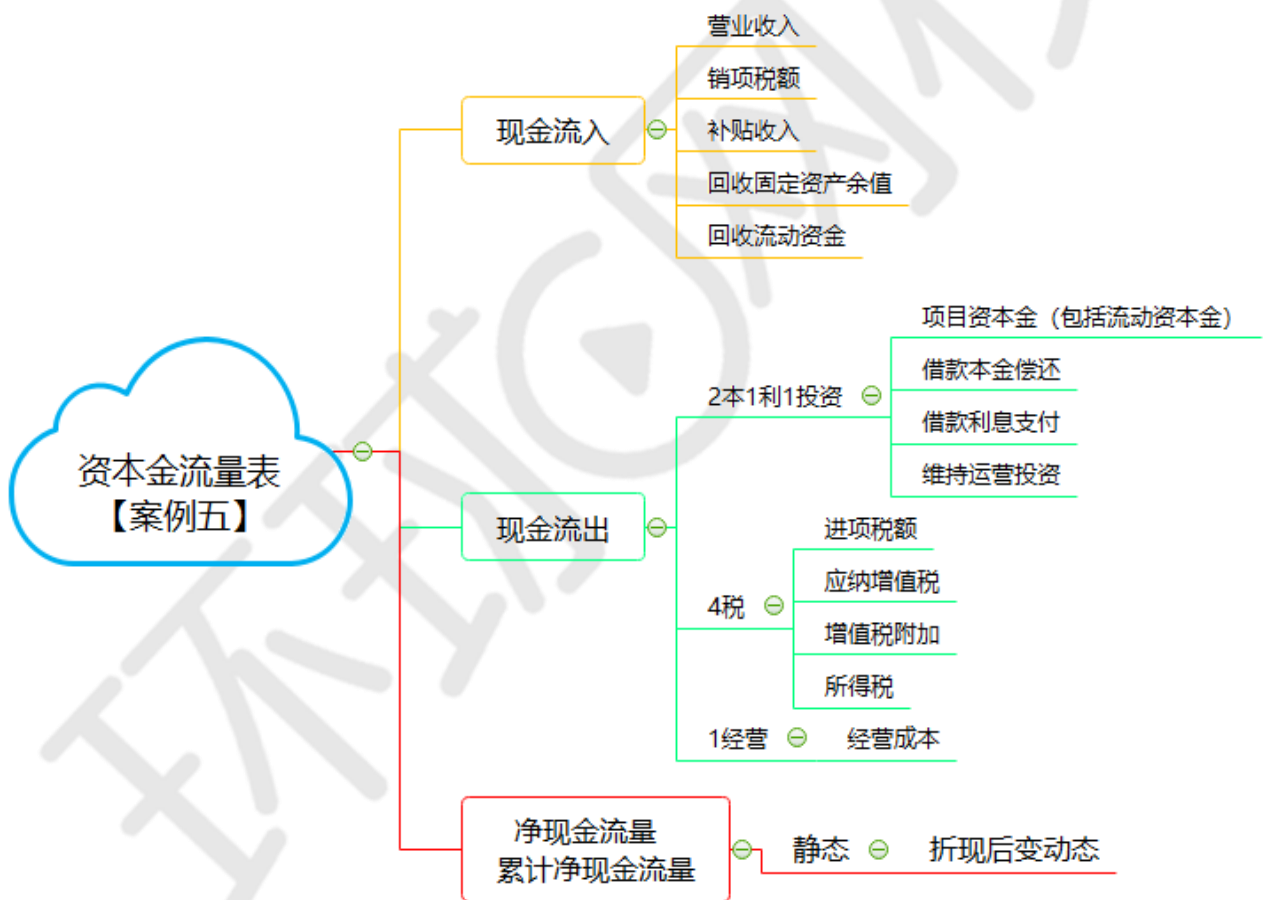 资本金流量表
【案例五】
现金流入
营业收入
销项税额
补贴收入
回收固定资产余值
回收流动资金
现金流出
2本1利1投资
项目资本金（包括流动资本金）
借款本金偿还
借款利息支付
维持运营投资
4税
进项税额
应纳增值税
增值税附加
所得税
1经营
经营成本
净现金流量
累计净现金流量
静态
折现后变动态
环球网校